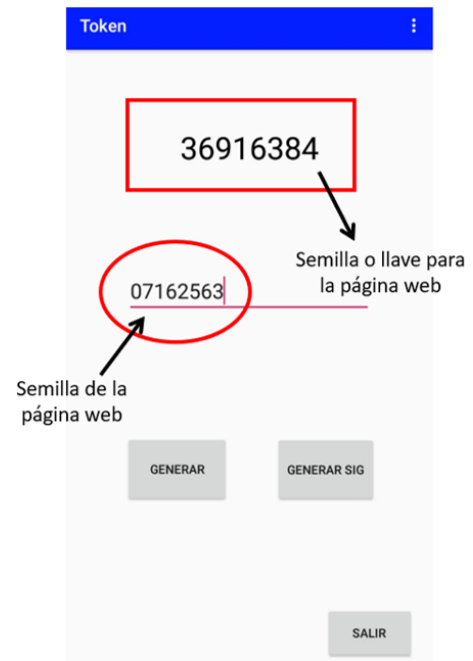 Token
36916384
Semilla o llave para
la página web
07162563
Semilla de la
página web
GENERAR
GENERAR SIG
SALIR